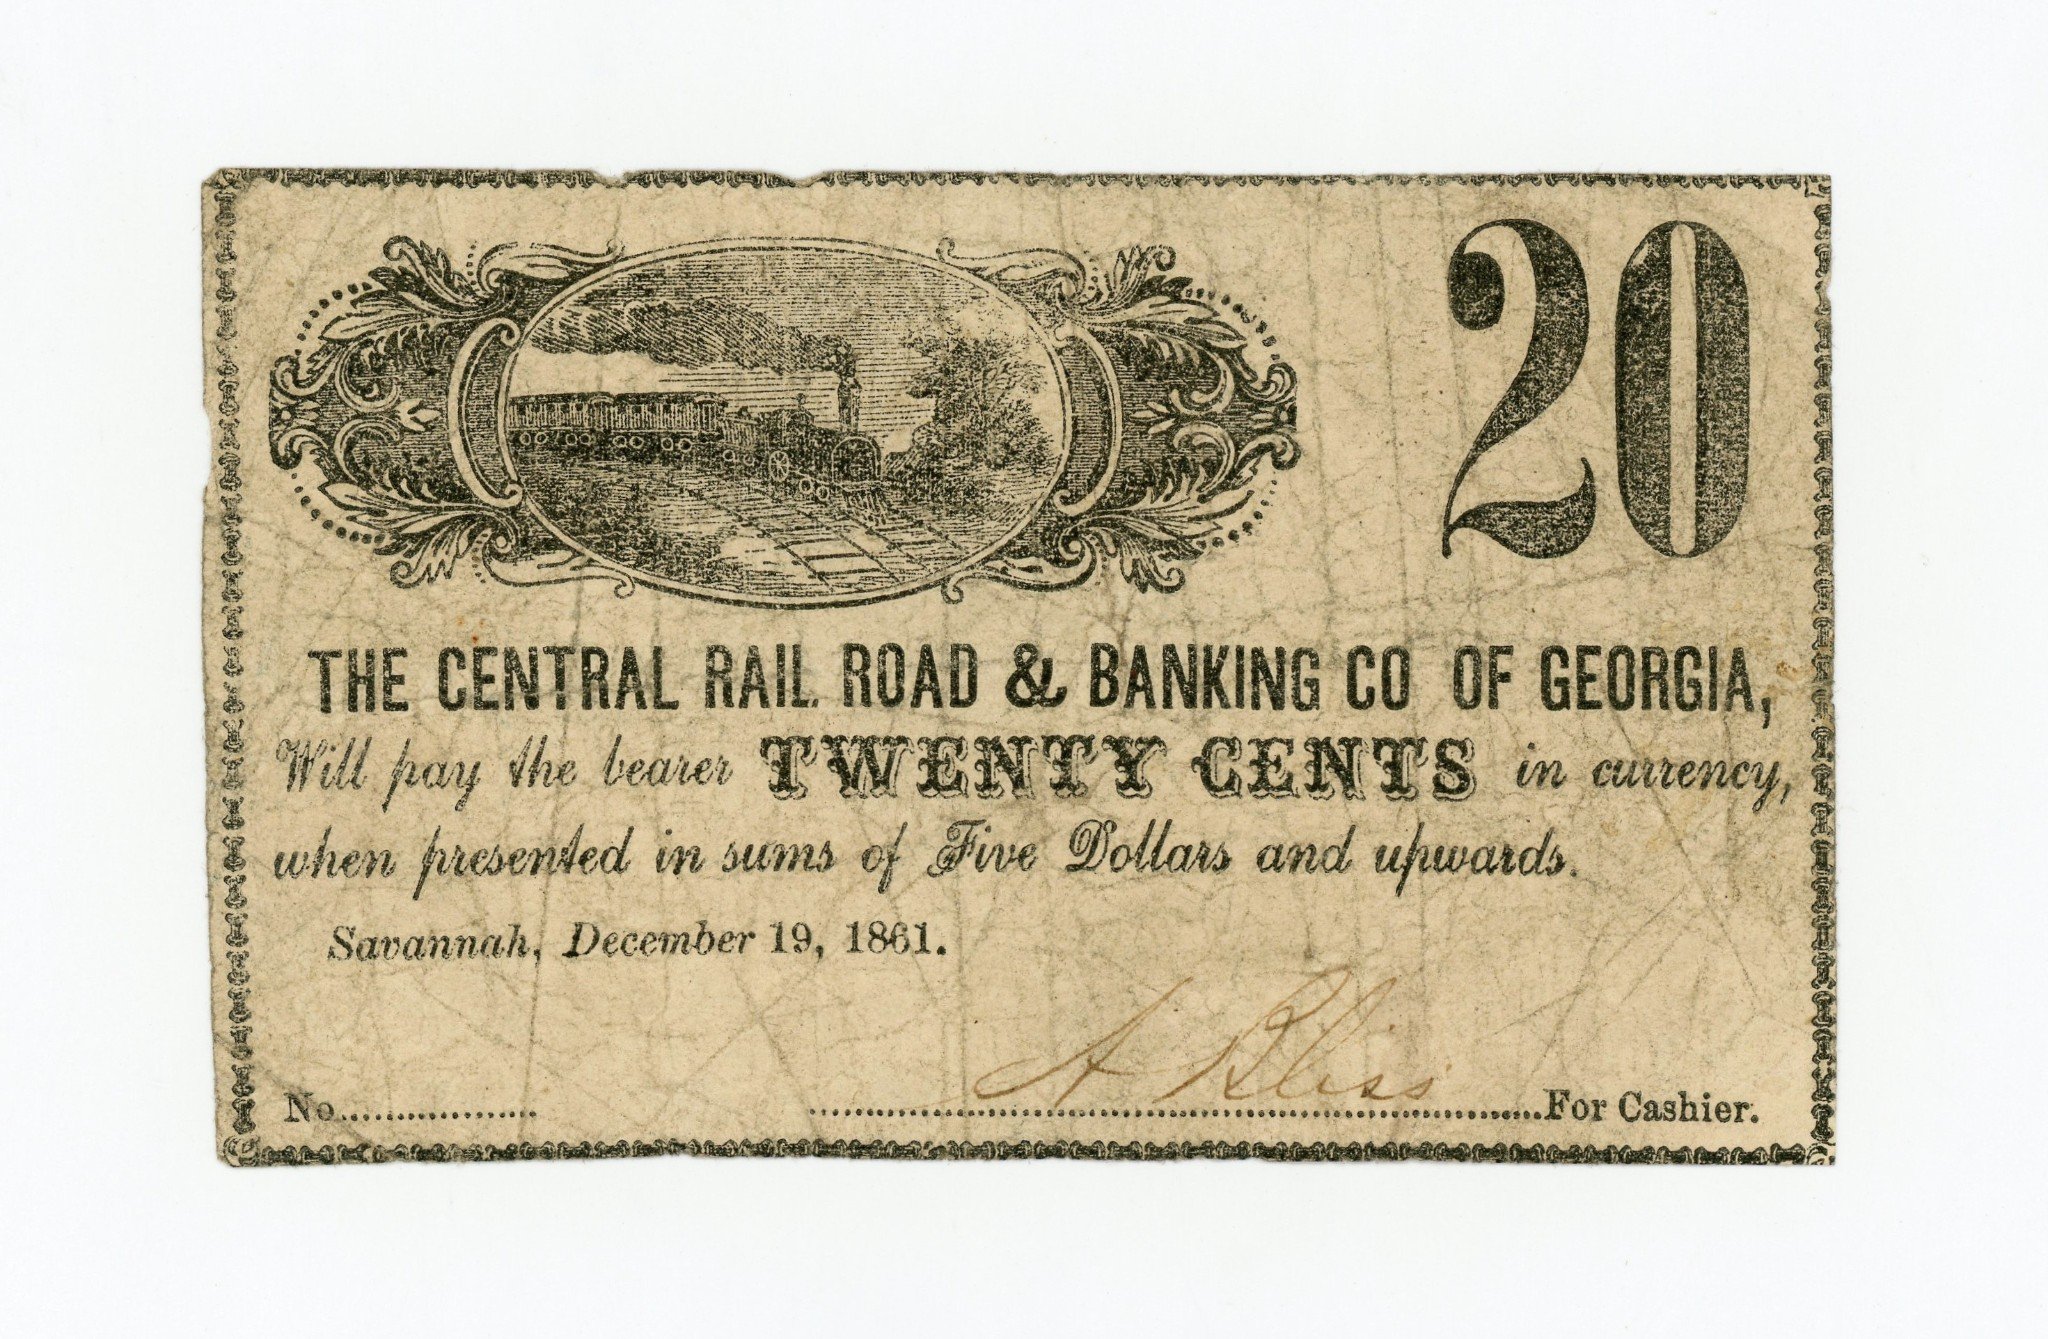 20
THE CENTRAL RAIL ROAD & BANKING CO OF GEORGIA,
Will pay the bearer TWENTY CENTS in currency,
when presented in sums of Five Dollars and upwards.
Savannah, December 19, 1861.
A Bliss
No.................. ..........................................................For Cashier.